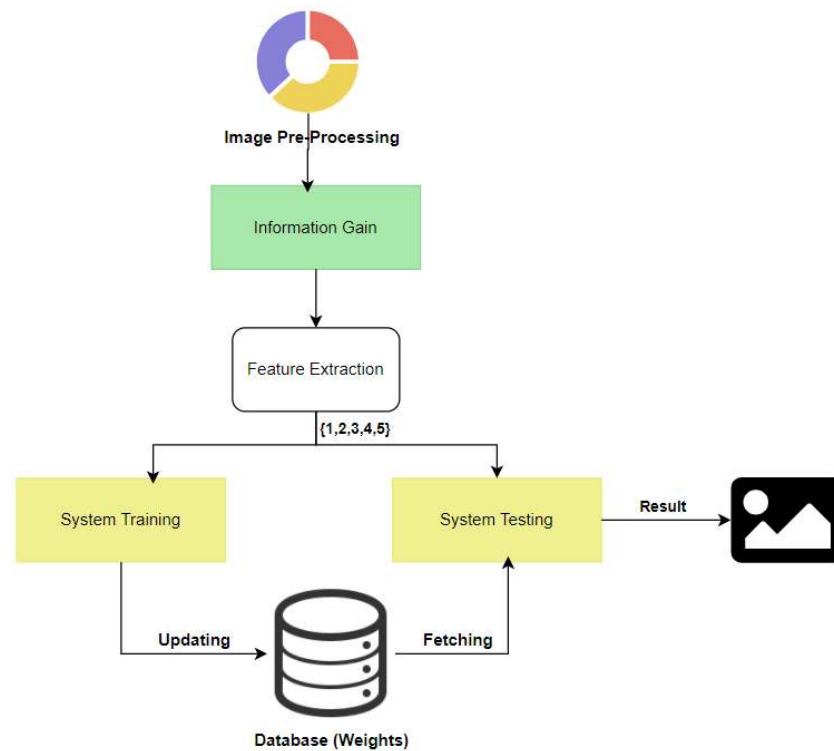 Image Pre-Processing
Information Gain
Feature Extraction
{1,2,3,4,5}
System Training
System Testing
Result
Updating
Fetching
Database (Weights)